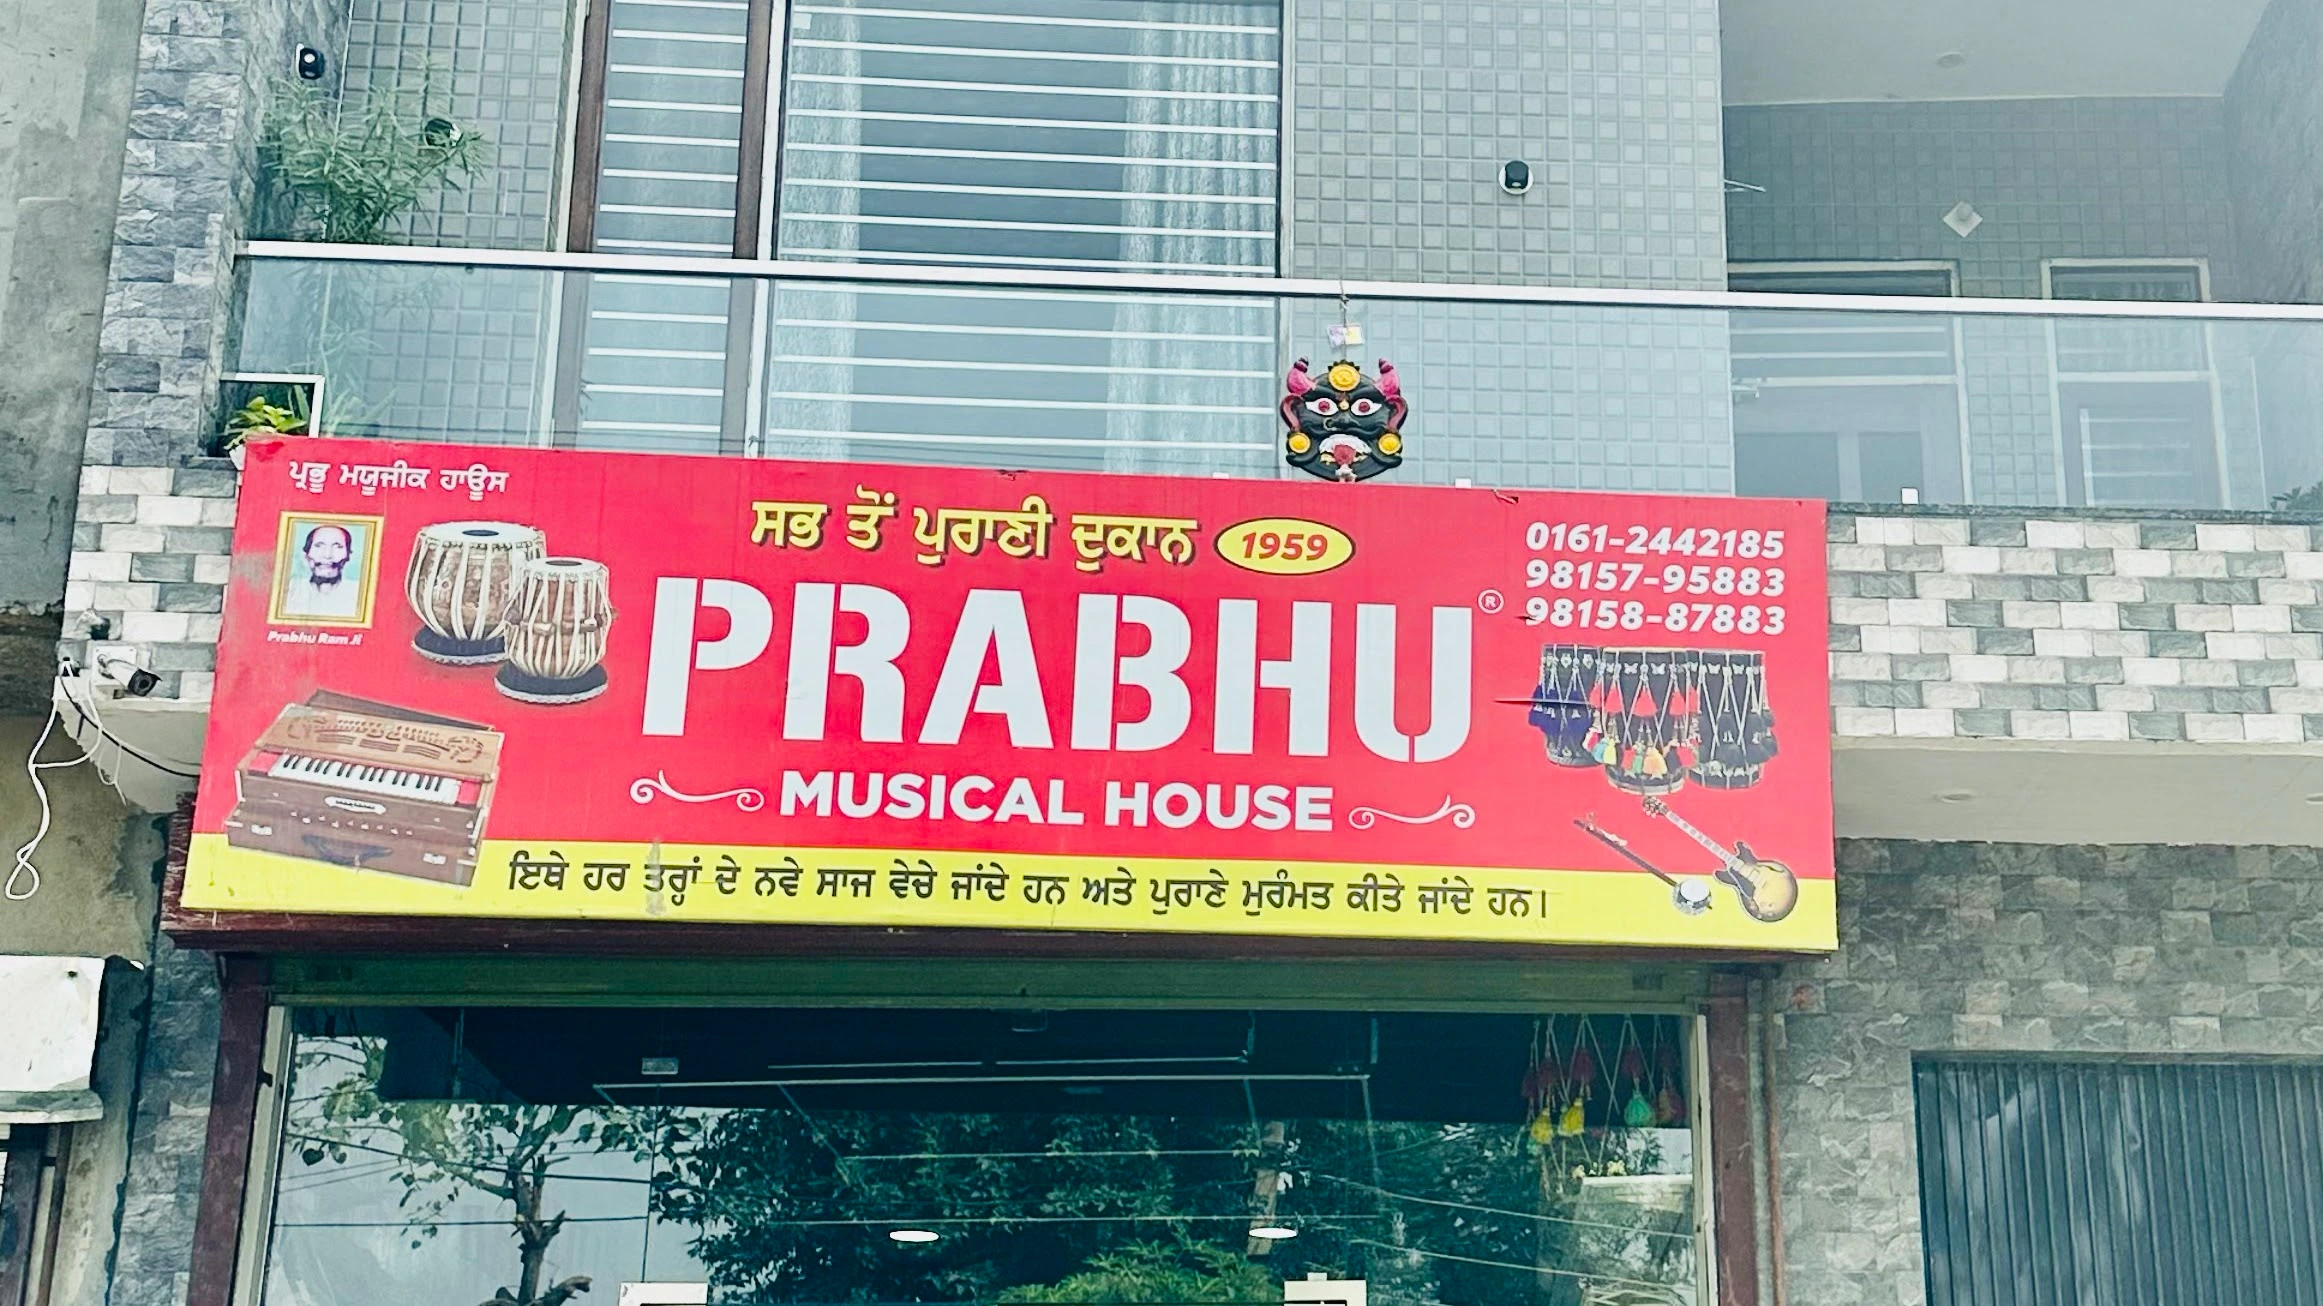 ਪ੍ਰਭੂ ਮਯੂਜੀਕ ਹਾਊਸ
Prabhu Ram Ji
ਸਭ ਤੋਂ ਪੁਰਾਣੀ ਦੁਕਾਨ 1959
PRABHU®
MUSICAL HOUSE
0161-2442185
98157-95883
98158-87883
ਇਥੇ ਹਰ ਤਰ੍ਹਾਂ ਦੇ ਨਵੇ ਸਾਜ ਵੇਚੇ ਜਾਂਦੇ ਹਨ ਅਤੇ ਪੁਰਾਣੇ ਮੁਰੰਮਤ ਕੀਤੇ ਜਾਂਦੇ ਹਨ।